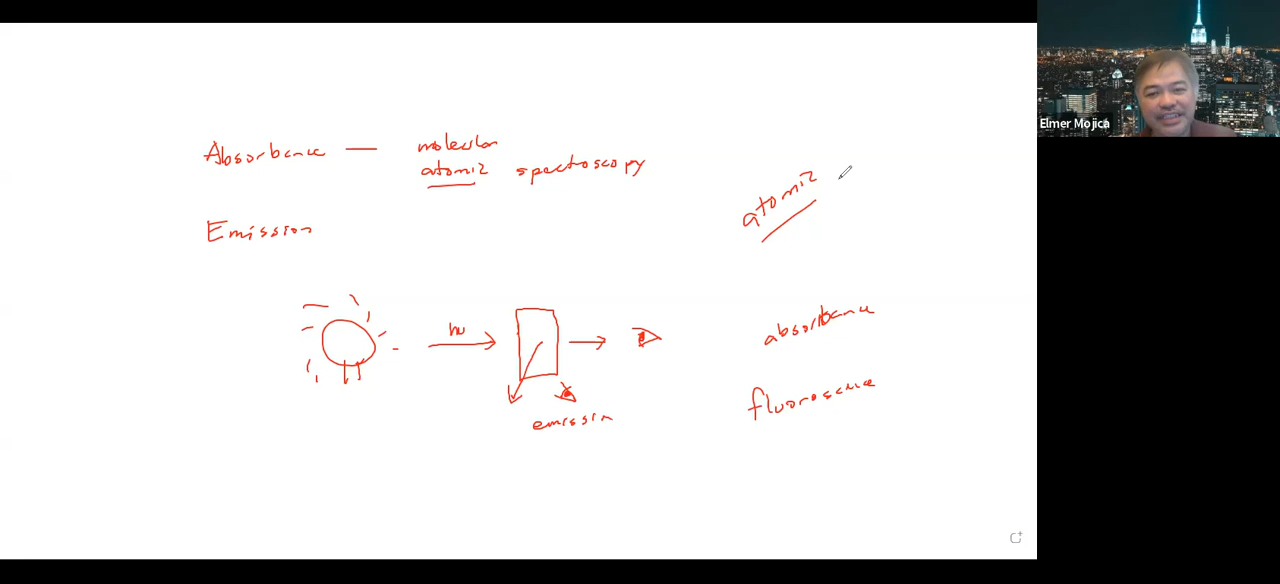 Absorbance — molecular
atomic spectroscopy
Emission
atomic
hν
absorbance
fluorescence
emission
Elmer Mojica